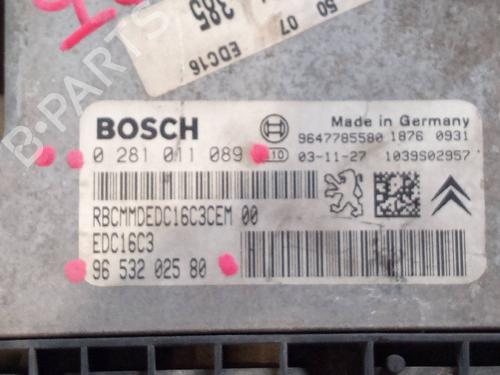 50 07
385
EDC16
BOSCH
Made in Germany
9647785580 1876 0931
0 281 011 089
03-11-27 1039S02957
M
RBCMMDEDC16C3CEM 00
EDC16C3
96 532 025 80
B-PARTS